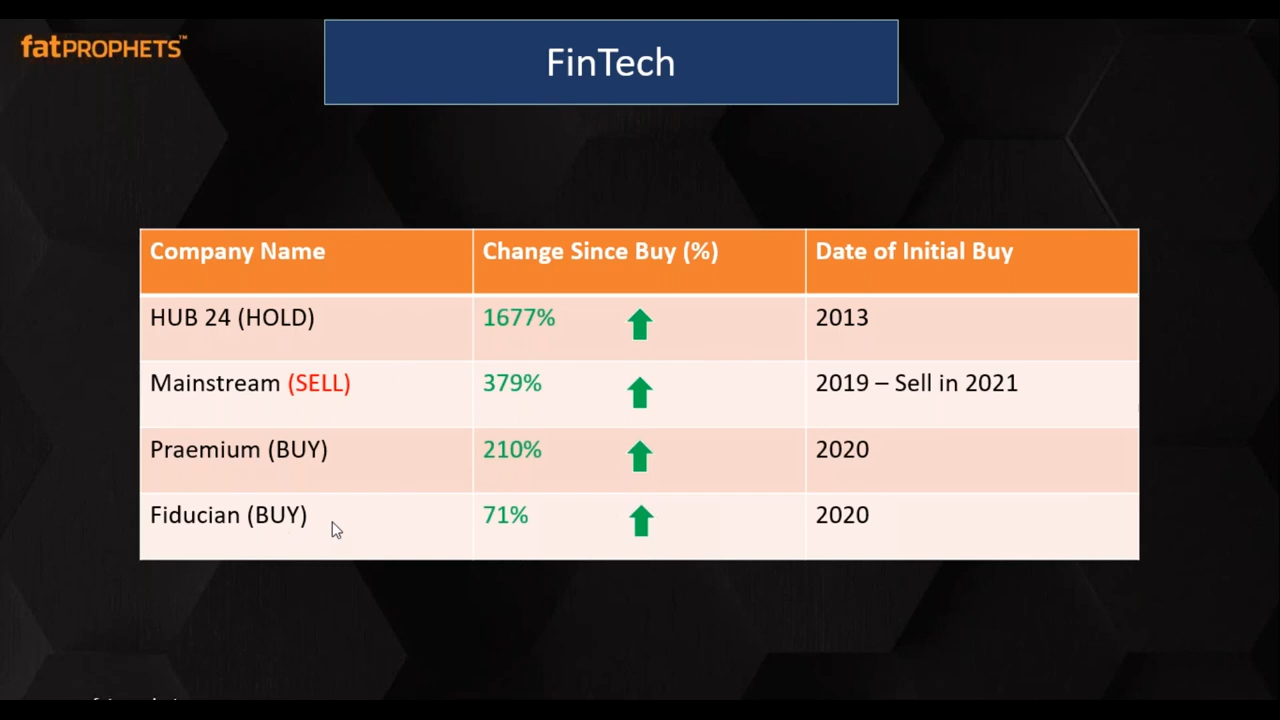 fatPROPHETS™
FinTech
Company Name Change Since Buy (%) Date of Initial Buy
HUB 24 (HOLD) 1677% 2013
Mainstream (SELL) 379% 2019 – Sell in 2021
Praemium (BUY) 210% 2020
Fiducian (BUY) 71% 2020